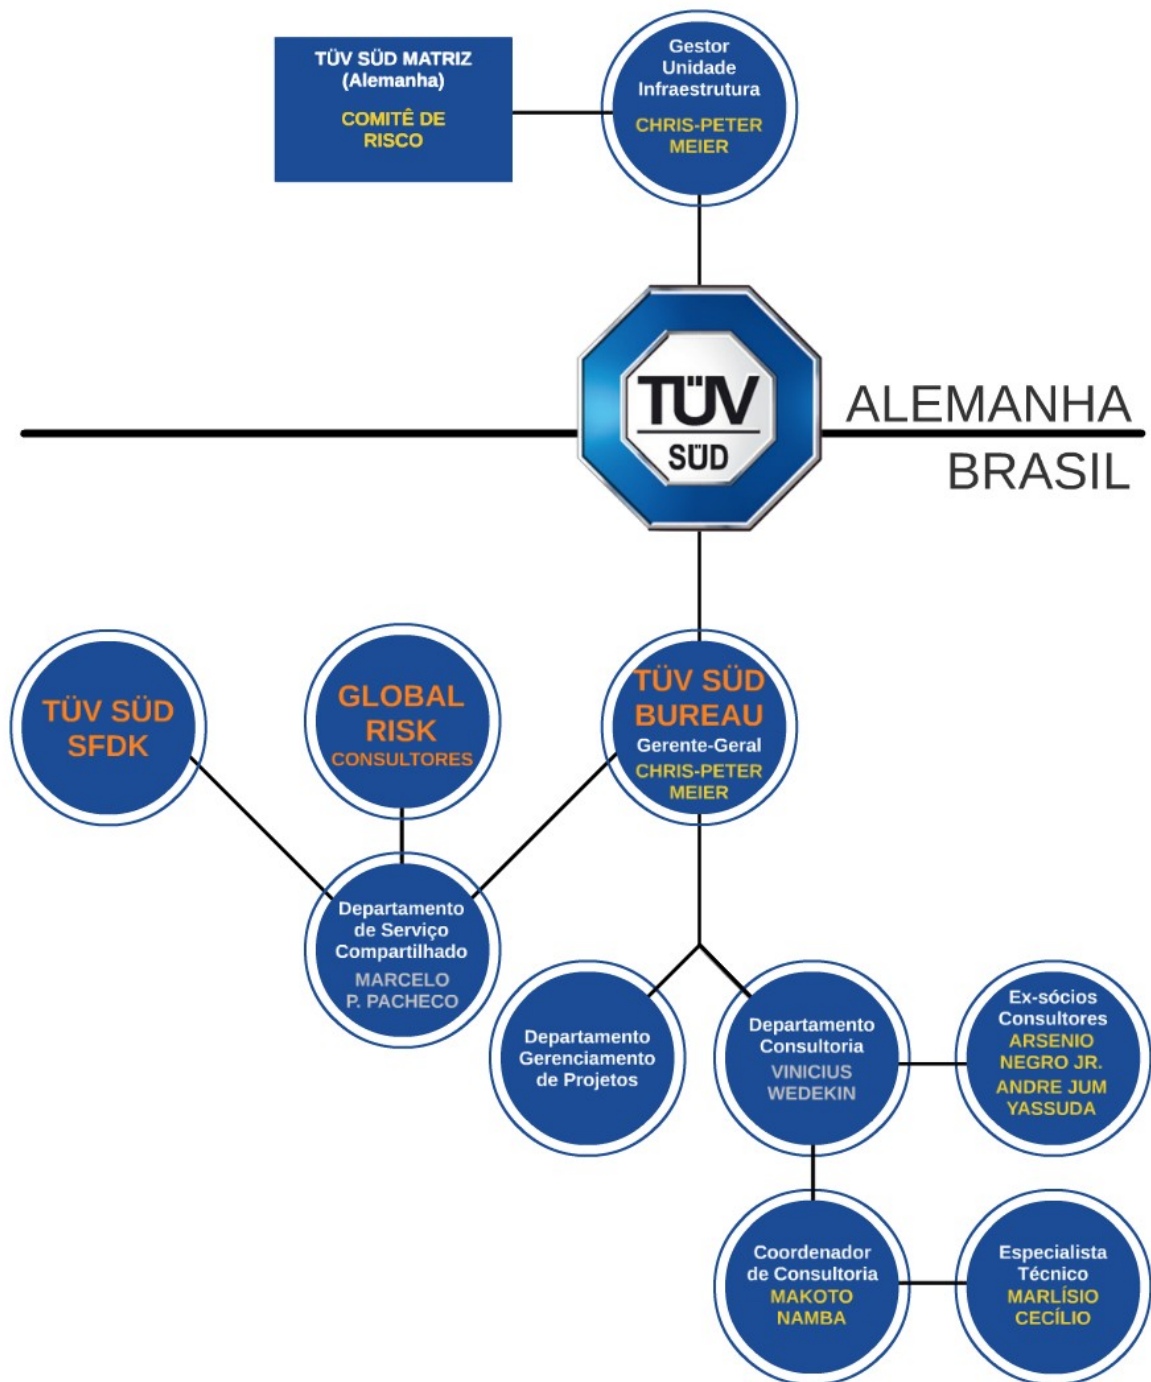 TÜV SÜD MATRIZ
(Alemanha)
COMITÊ DE
RISCO
Gestor
Unidade
Infraestrutura
CHRIS-PETER
MEIER
TÜV
SÜD
ALEMANHA
BRASIL
TÜV SÜD
SFDK
GLOBAL
RISK
CONSULTORES
TÜV SÜD
BUREAU
Gerente-Geral
CHRIS-PETER
MEIER
Departamento
de Serviço
Compartilhado
MARCELO
P. PACHECO
Departamento
Gerenciamento
de Projetos
Departamento
Consultoria
VINICIUS
WEDEKIN
Ex-sócios
Consultores
ARSENIO
NEGRO JR.
ANDRE JUM
YASSUDA
Coordenador
de Consultoria
MAKOTO
NAMBA
Especialista
Técnico
MARLÍSIO
CECÍLIO